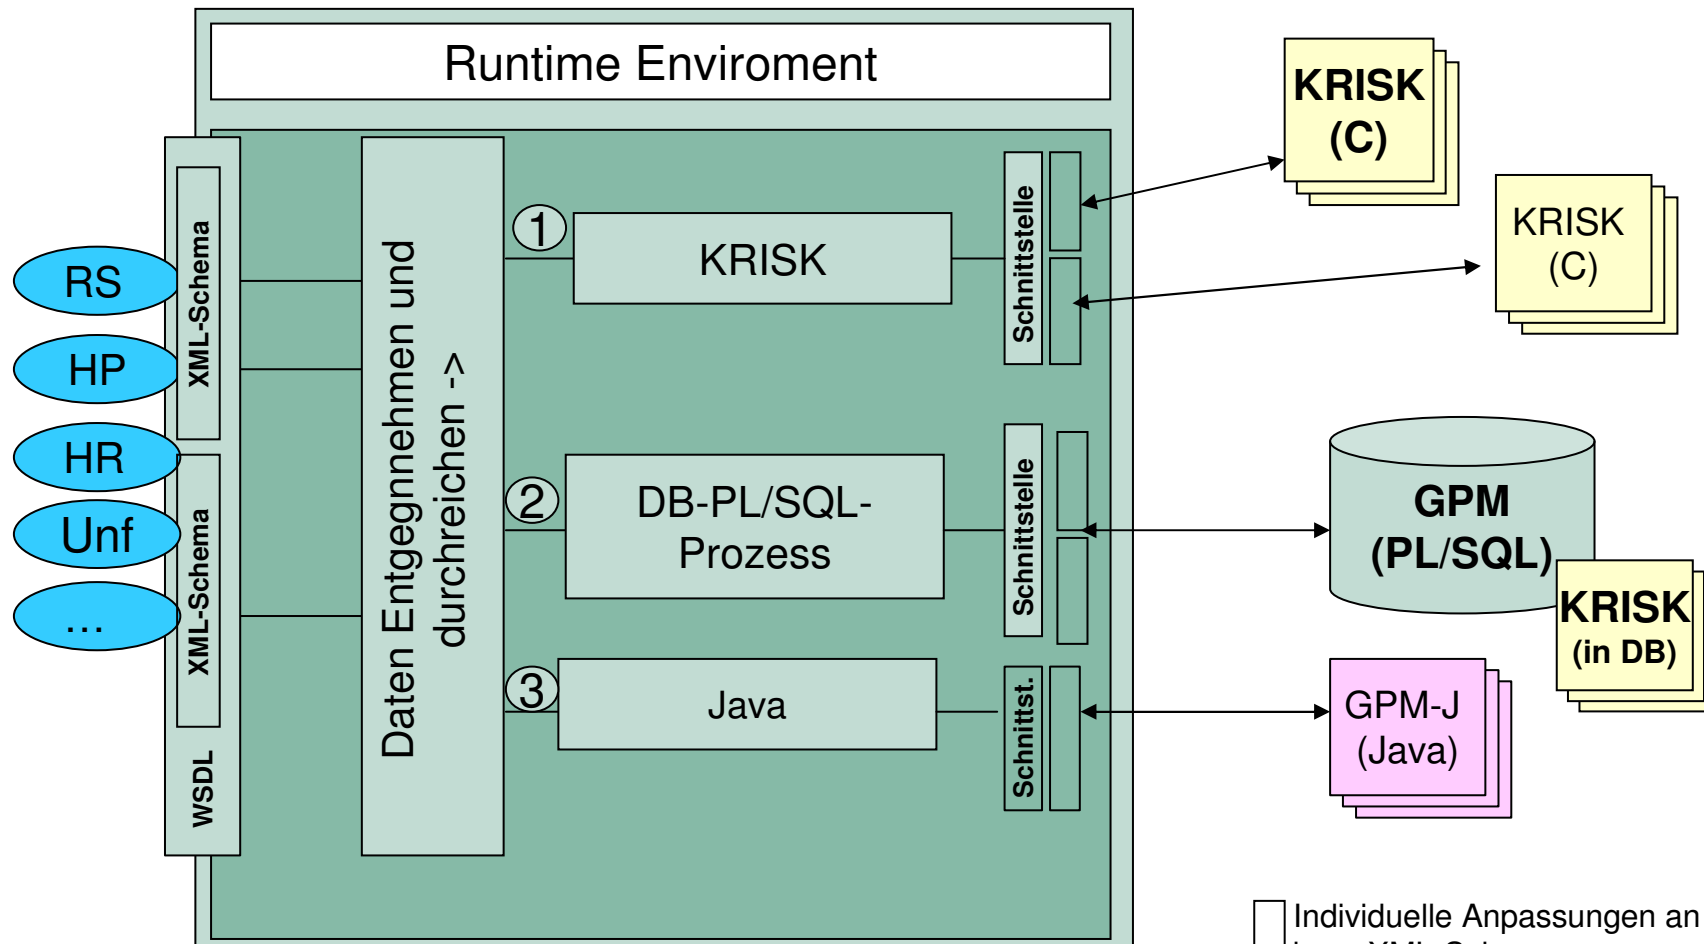 Runtime Enviroment
RS
HP
HR
Unf
...
XML-Schema
XML-Schema
WSDL
Daten Entgegnnehmen und
durchreichen ->
1
KRISK
Schnittstelle
2
DB-PL/SQL-
Prozess
Schnittstelle
3
Java
Schnittst.
KRISK
(C)
KRISK
(C)
GPM
(PL/SQL)
KRISK
(in DB)
GPM-J
(Java)
Individuelle Anpassungen an